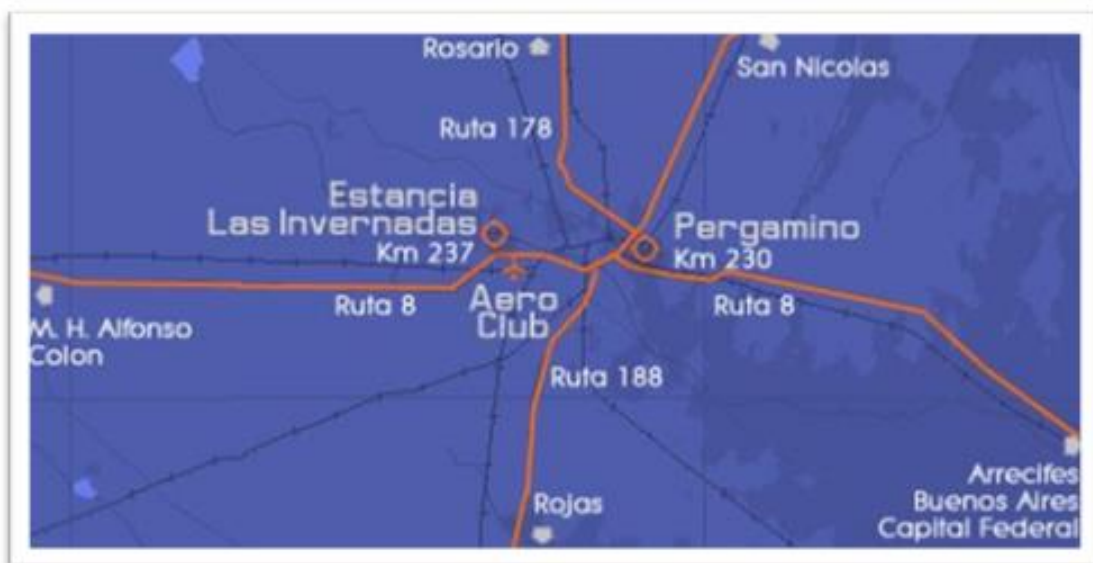 Rosario
San Nicolas
Ruta 178
Estancia
Las Invernadas
Km 237
Pergamino
Km 230
Ruta 8
Aero
Club
Ruta 8
M. H. Alfonso
Colon
Ruta 188
Rojas
Arrecifes
Buenos Aires
Capital Federal